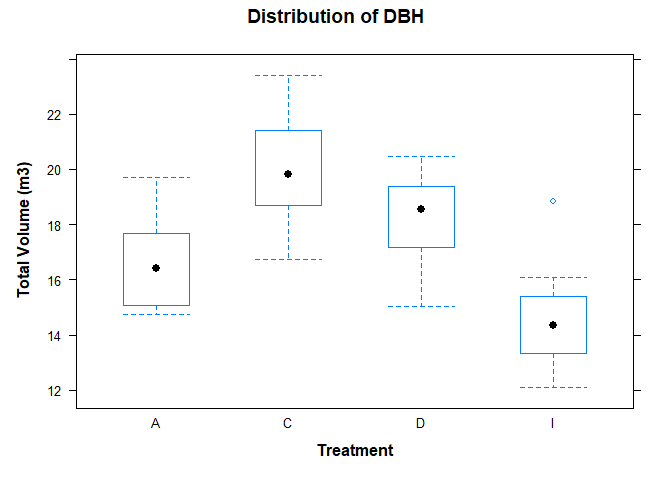 Distribution of DBH
Total Volume (m3)
22
20
18
16
14
12
A C D I
Treatment